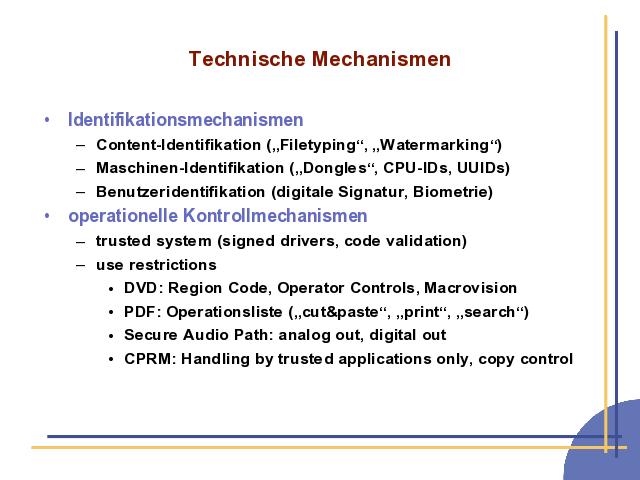 Technische Mechanismen
• Identifikationsmechanismen
– Content-Identifikation („Filetyping“, „Watermarking“)
– Maschinen-Identifikation („Dongles“, CPU-IDs, UUIDs)
– Benutzeridentifikation (digitale Signatur, Biometrie)
• operationelle Kontrollmechanismen
– trusted system (signed drivers, code validation)
– use restrictions
• DVD: Region Code, Operator Controls, Macrovision
• PDF: Operationsliste („cut&paste“, „print“, „search“)
• Secure Audio Path: analog out, digital out
• CPRM: Handling by trusted applications only, copy control